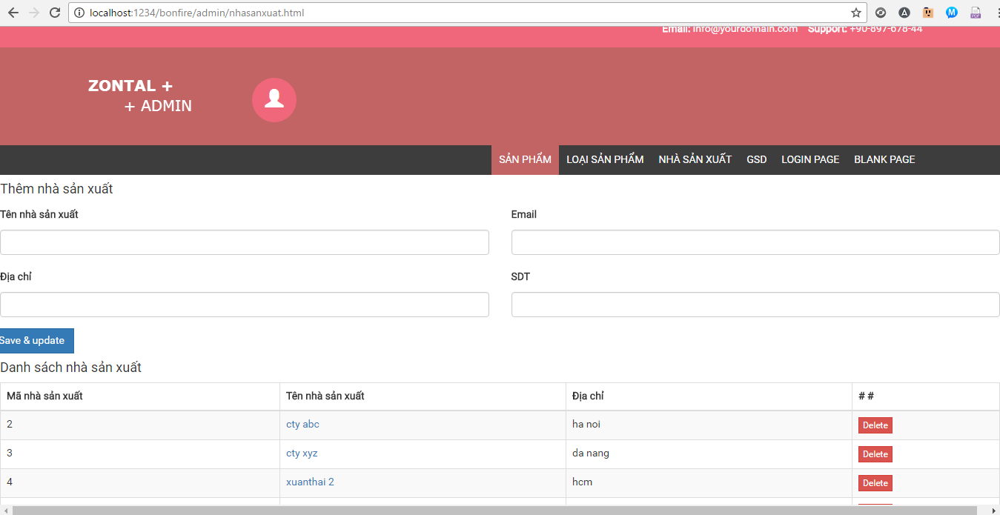 localhost:1234/bonfire/admin/nhasanxuat.html
Email: info@yourdomain.com Support: +90-897-678-44
ZONTAL +
+ ADMIN
SẢN PHẨM LOẠI SẢN PHẨM NHÀ SẢN XUẤT GSD LOGIN PAGE BLANK PAGE
Thêm nhà sản xuất
Tên nhà sản xuất Email
Địa chỉ SDT
Save & update
Danh sách nhà sản xuất
Mã nhà sản xuất Tên nhà sản xuất Địa chỉ # #
2 cty abc ha noi Delete
3 cty xyz da nang Delete
4 xuanthai 2 hcm Delete